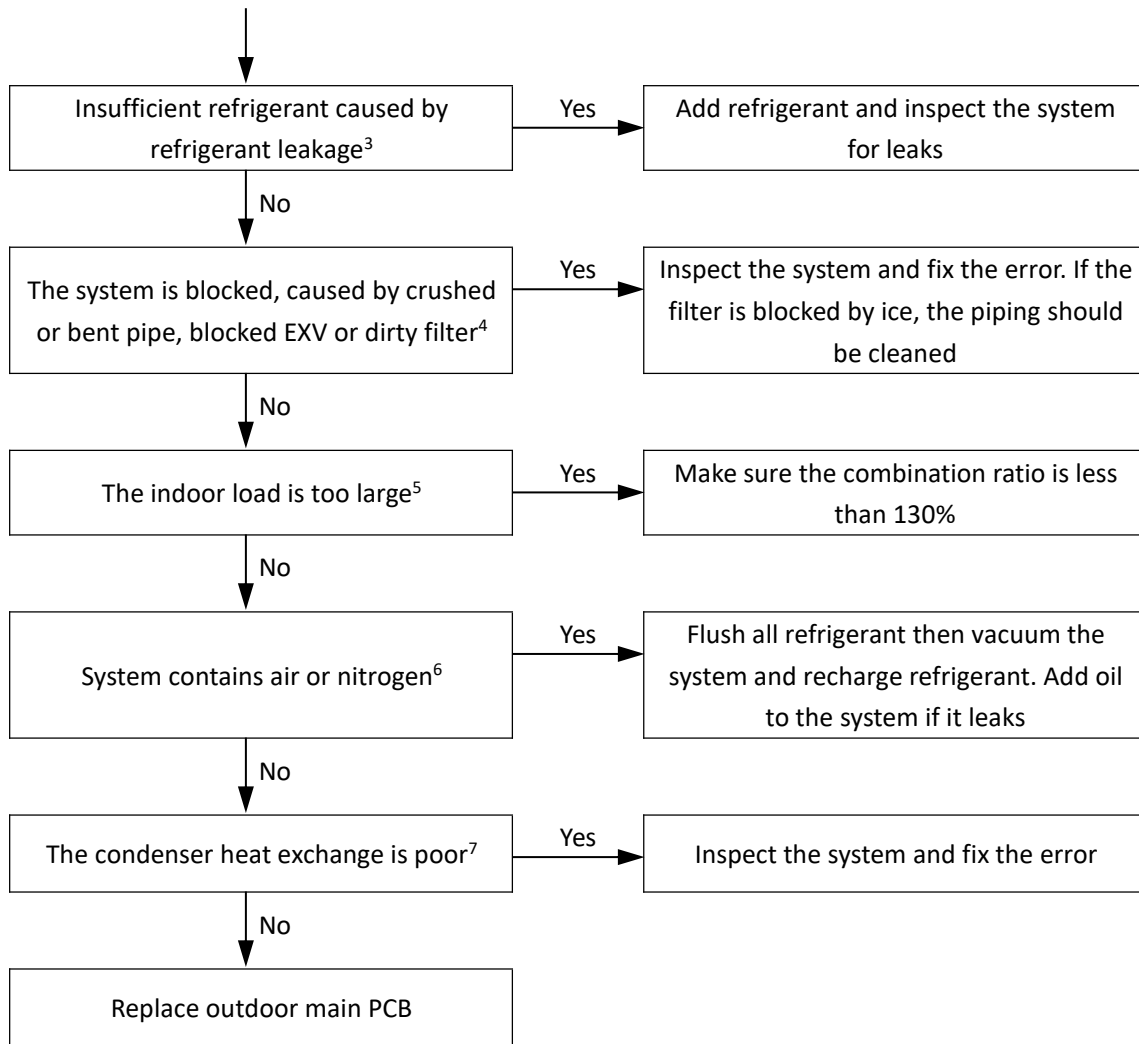 Insufficient refrigerant caused by
refrigerant leakage³
Yes
Add refrigerant and inspect the system
for leaks
No
The system is blocked, caused by crushed
or bent pipe, blocked EXV or dirty filter⁴
Yes
Inspect the system and fix the error. If the
filter is blocked by ice, the piping should
be cleaned
No
The indoor load is too large⁵
Yes
Make sure the combination ratio is less
than 130%
No
System contains air or nitrogen⁶
Yes
Flush all refrigerant then vacuum the
system and recharge refrigerant. Add oil
to the system if it leaks
No
The condenser heat exchange is poor⁷
Yes
Inspect the system and fix the error
No
Replace outdoor main PCB